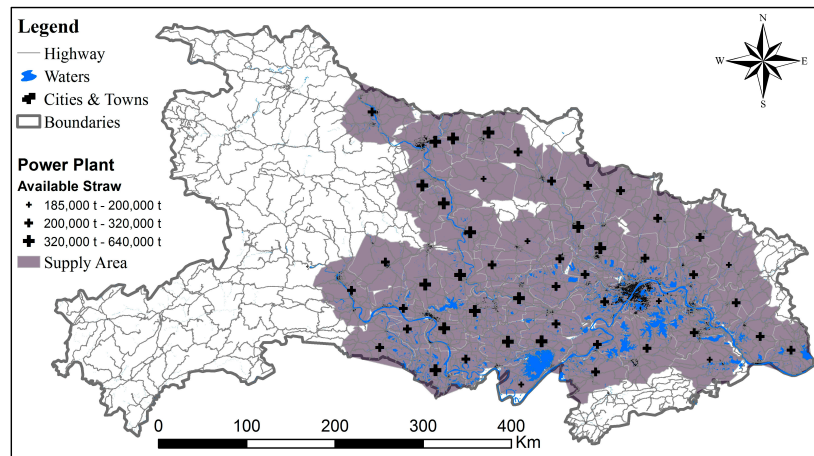 Legend
Highway
Waters
Cities & Towns
Boundaries
Power Plant
Available Straw
185,000 t - 200,000 t
200,000 t - 320,000 t
320,000 t - 640,000 t
Supply Area
N
W E
S
0 100 200 300 400
Km